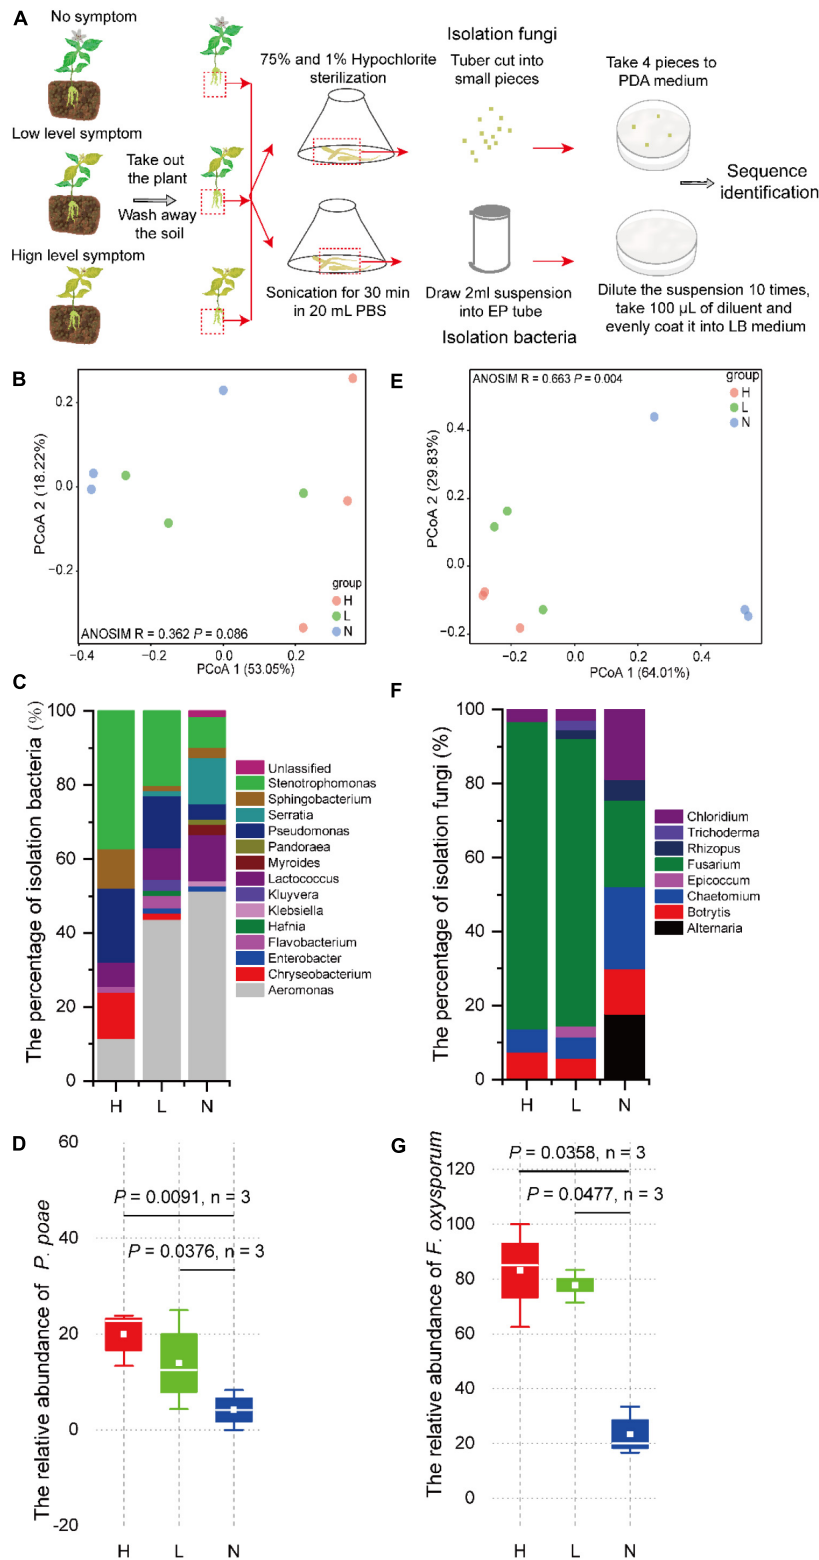 A
No symptom
Low level symptom
Hign level symptom
Take out
the plant
Wash away
the soil
75% and 1% Hypochlorite
sterilization
Sonication for 30 min
in 20 mL PBS
Isolation fungi
Tuber cut into
small pieces
Draw 2ml suspension
into EP tube
Isolation bacteria
Take 4 pieces to
PDA medium
Dilute the suspension 10 times,
take 100 µL of diluent and
evenly coat it into LB medium
Sequence
identification
B
PCoA 2 (18.22%)
0.2
0.0
−0.2
ANOSIM R = 0.362 P = 0.086
group
H
L
N
−0.4
−0.2
0.0
0.2
PCoA 1 (53.05%)
E
ANOSIM R = 0.663 P = 0.004
group
H
L
N
PCoA 2 (29.83%)
0.4
0.2
0.0
−0.2
−0.2
0.0
0.2
0.4
PCoA 1 (64.01%)
C
The percentage of isolation bacteria (%)
100
80
60
40
20
0
H
L
N
Unlassified
Stenotrophomonas
Sphingobacterium
Serratia
Pseudomonas
Pandoraea
Myroides
Lactococcus
Kluyvera
Klebsiella
Hafnia
Flavobacterium
Enterobacter
Chryseobacterium
Aeromonas
F
The percentage of isolation fungi (%)
100
80
60
40
20
0
H
L
N
Chloridium
Trichoderma
Rhizopus
Fusarium
Epicoccum
Chaetomium
Botrytis
Alternaria
D
The relative abundance of P. poae
60
40
20
0
-20
P = 0.0091, n = 3
P = 0.0376, n = 3
H
L
N
G
The relative abundance of F. oxysporum
120
100
80
60
40
20
0
P = 0.0358, n = 3
P = 0.0477, n = 3
H
L
N